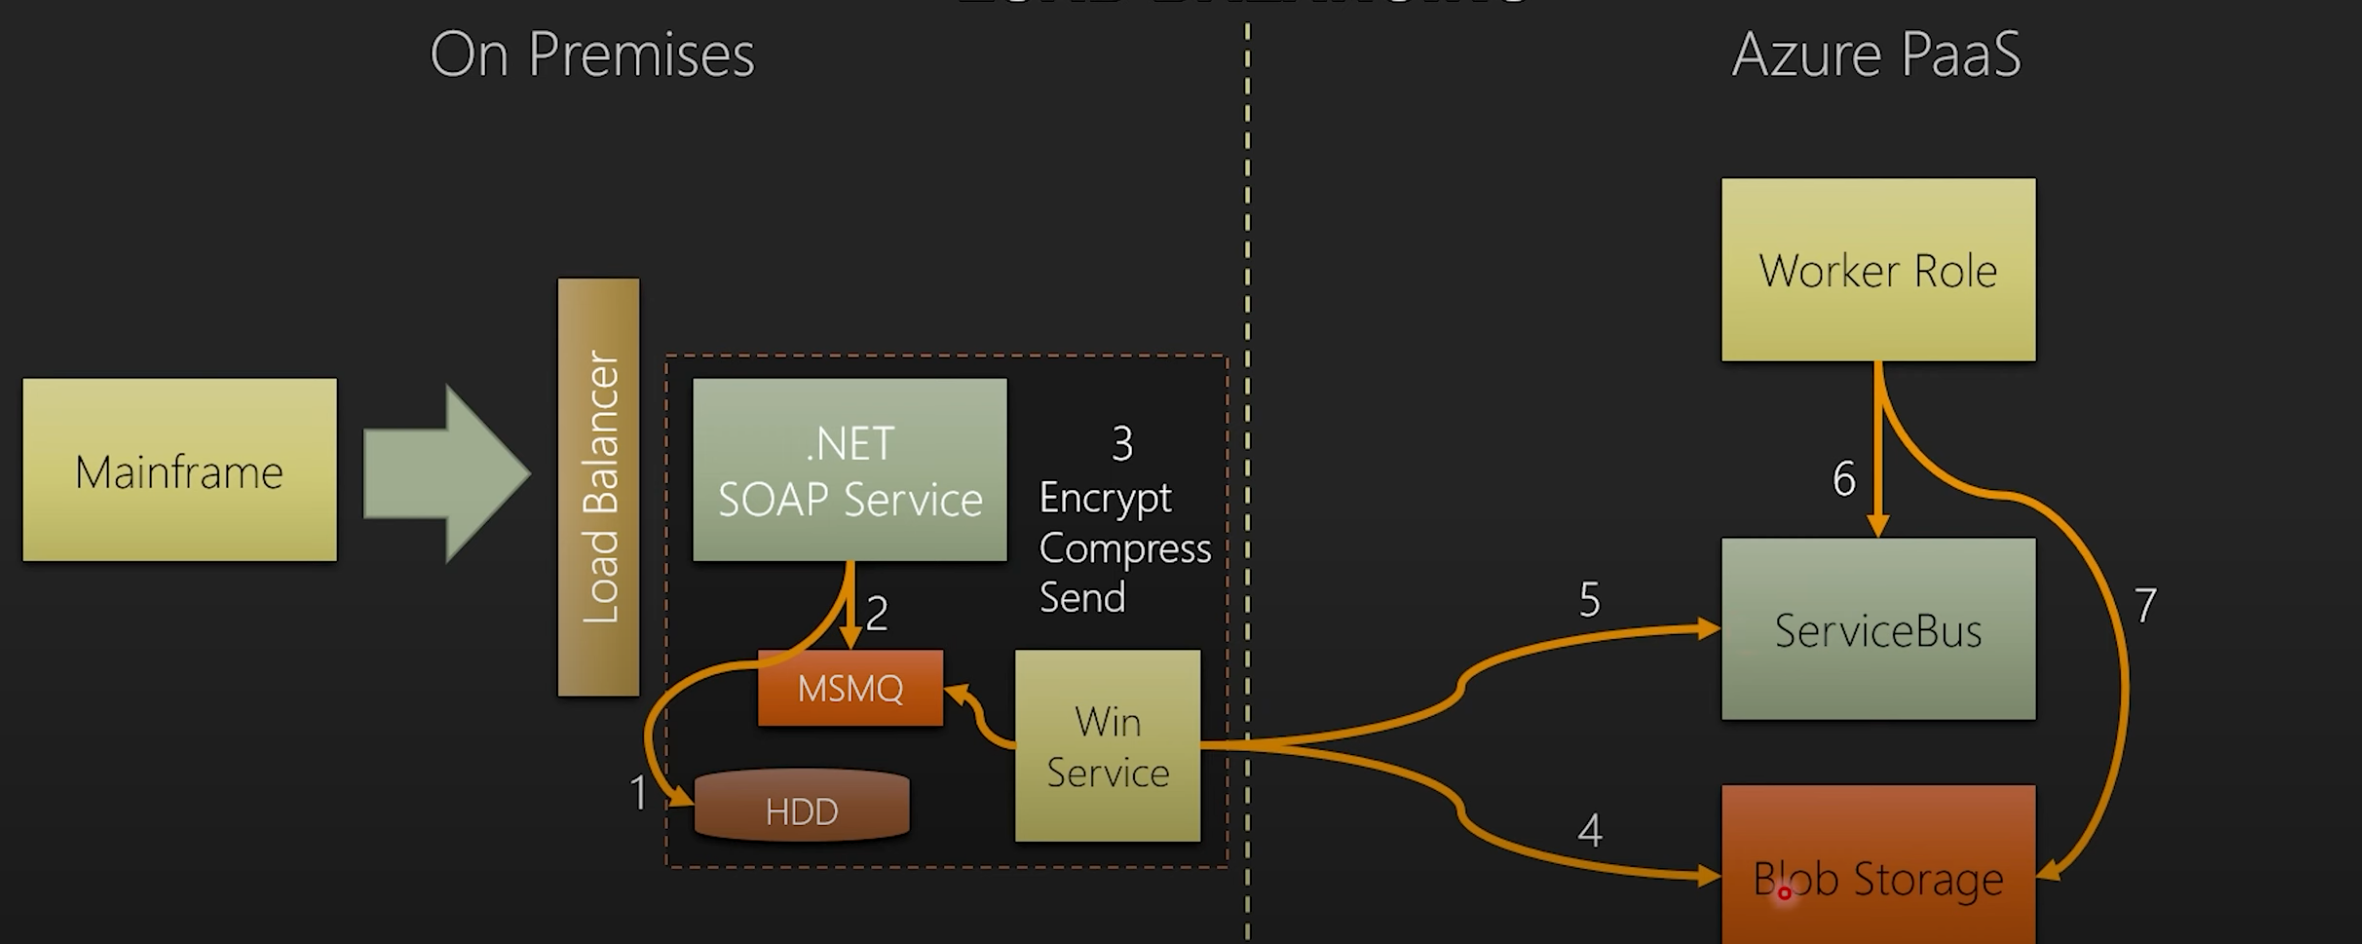 On Premises
Azure PaaS
Mainframe
Load Balancer
.NET
SOAP Service
3
Encrypt
Compress
Send
2
MSMQ
1
HDD
Win
Service
5
4
Worker Role
6
ServiceBus
7
Blob Storage